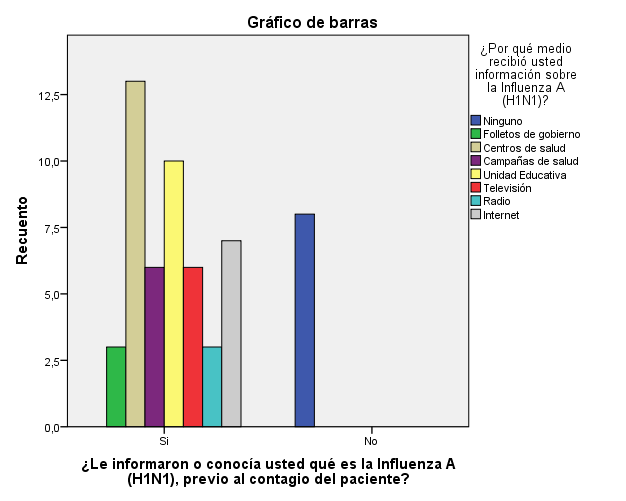 Gráfico de barras
¿Por qué medio
recibió usted
información sobre
la Influenza A
(H1N1)?
Ninguno
Folletos de gobierno
Centros de salud
Campañas de salud
Unidad Educativa
Televisión
Radio
Internet
Recuento
12,5
10,0
7,5
5,0
2,5
0,0
Si
No
¿Le informaron o conocía usted qué es la Influenza A
(H1N1), previo al contagio del paciente?